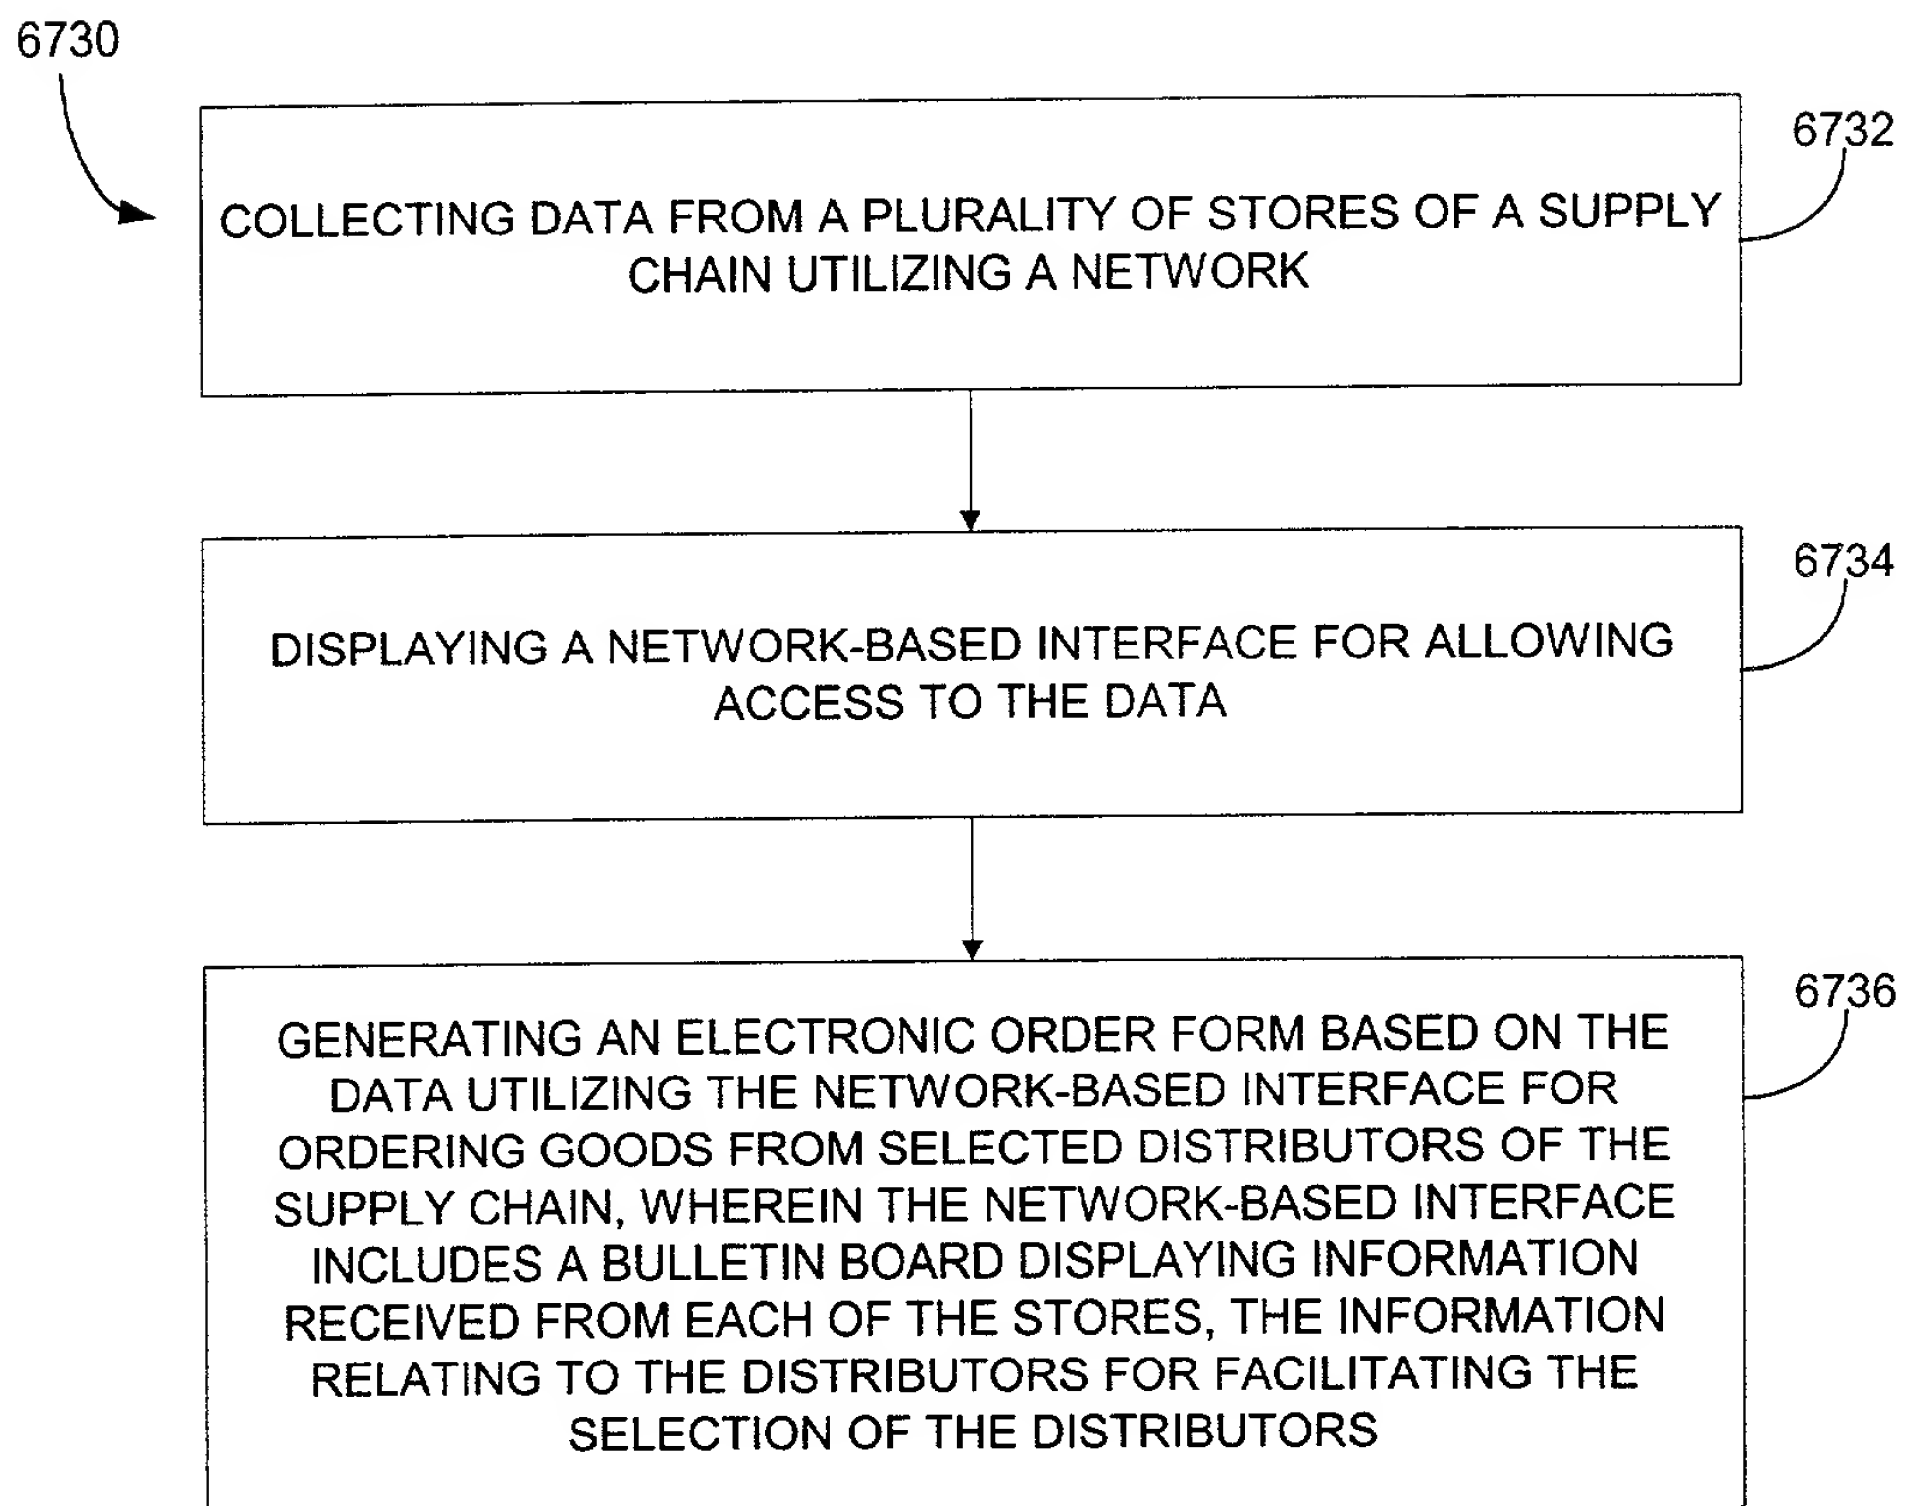 6730
6732
COLLECTING DATA FROM A PLURALITY OF STORES OF A SUPPLY
CHAIN UTILIZING A NETWORK
6734
DISPLAYING A NETWORK-BASED INTERFACE FOR ALLOWING
ACCESS TO THE DATA
6736
GENERATING AN ELECTRONIC ORDER FORM BASED ON THE
DATA UTILIZING THE NETWORK-BASED INTERFACE FOR
ORDERING GOODS FROM SELECTED DISTRIBUTORS OF THE
SUPPLY CHAIN, WHEREIN THE NETWORK-BASED INTERFACE
INCLUDES A BULLETIN BOARD DISPLAYING INFORMATION
RECEIVED FROM EACH OF THE STORES, THE INFORMATION
RELATING TO THE DISTRIBUTORS FOR FACILITATING THE
SELECTION OF THE DISTRIBUTORS